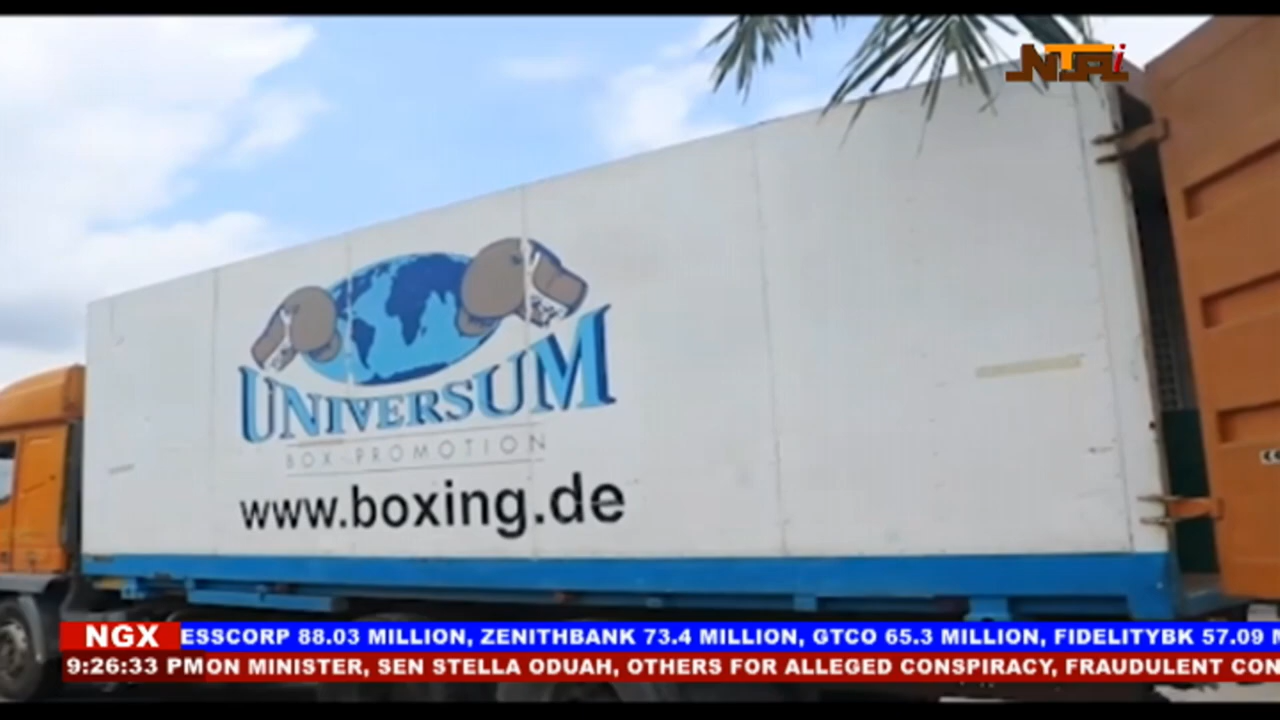 NTAi
UNIVERSUM
BOX-PROMOTION
www.boxing.de
NGX ESSCORP 88.03 MILLION, ZENITHBANK 73.4 MILLION, GTCO 65.3 MILLION, FIDELITYBK 57.09 M
9:26:33 PM ON MINISTER, SEN STELLA ODUAH, OTHERS FOR ALLEGED CONSPIRACY, FRAUDULENT CON